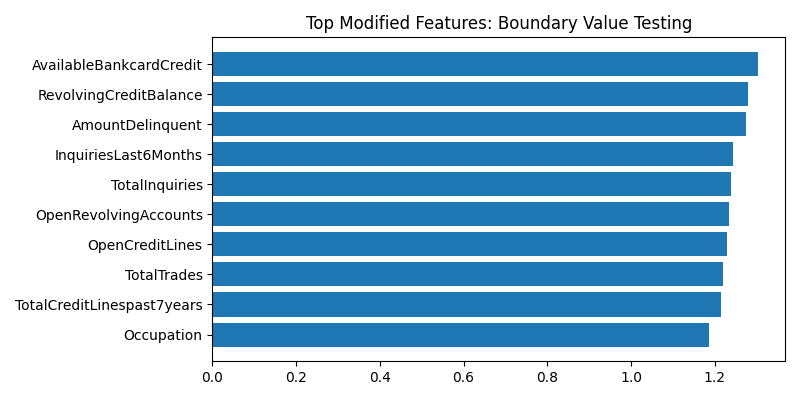 Top Modified Features: Boundary Value Testing
AvailableBankcardCredit
RevolvingCreditBalance
AmountDelinquent
InquiriesLast6Months
TotalInquiries
OpenRevolvingAccounts
OpenCreditLines
TotalTrades
TotalCreditLinespast7years
Occupation
0.0 0.2 0.4 0.6 0.8 1.0 1.2